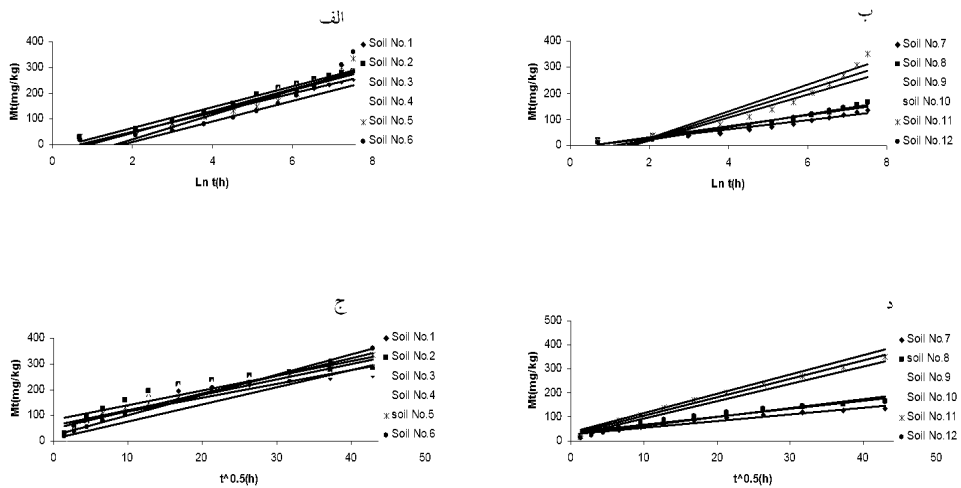 الف
Mt(mg/kg)
400
300
200
100
0
0 2 4 6 8
Ln t(h)
Soil No.1
Soil No.2
Soil No.3
Soil No.4
Soil No.5
Soil No.6
ب
Mt(mg/kg)
400
300
200
100
0
0 2 4 6 8
Ln t(h)
Soil No.7
Soil No.8
Soil No.9
soil No.10
Soil No.11
Soil No.12
ج
Mt(mg/kg)
400
300
200
100
0
0 10 20 30 40 50
t^0.5(h)
Soil No.1
Soil No.2
Soil No.3
Soil No.4
soil No.5
Soil No.6
د
Mt(mg/kg)
500
400
300
200
100
0
0 10 20 30 40 50
t^0.5(h)
Soil No.7
soil No.8
Soil No.9
Soil No.10
Soil No.11
Soil No.12